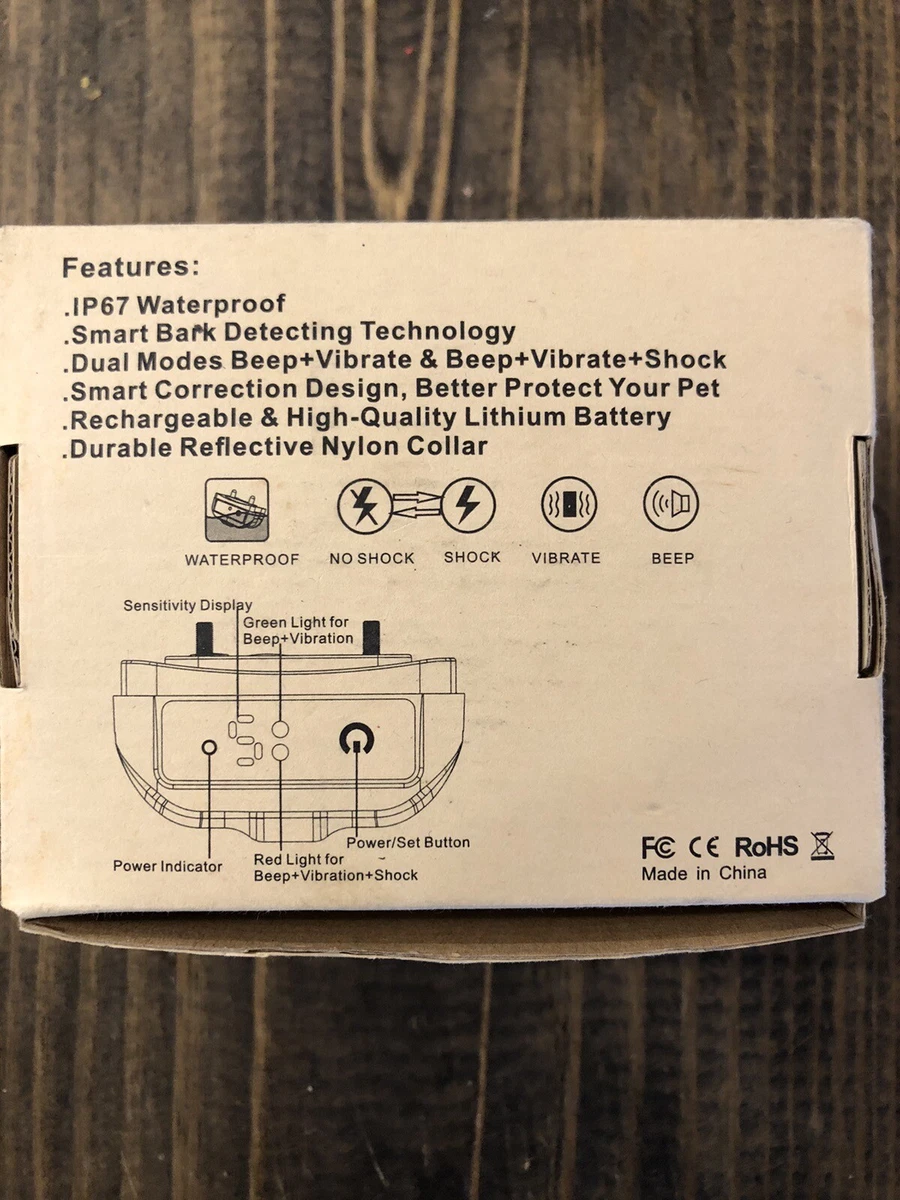 Features:
.IP67 Waterproof
.Smart Bark Detecting Technology
.Dual Modes Beep+Vibrate & Beep+Vibrate+Shock
.Smart Correction Design, Better Protect Your Pet
.Rechargeable & High-Quality Lithium Battery
.Durable Reflective Nylon Collar
WATERPROOF NO SHOCK SHOCK VIBRATE BEEP
Sensitivity Display
Green Light for
Beep+Vibration
Power/Set Button
Power Indicator
Red Light for
Beep+Vibration+Shock
FC CE RoHS
Made in China